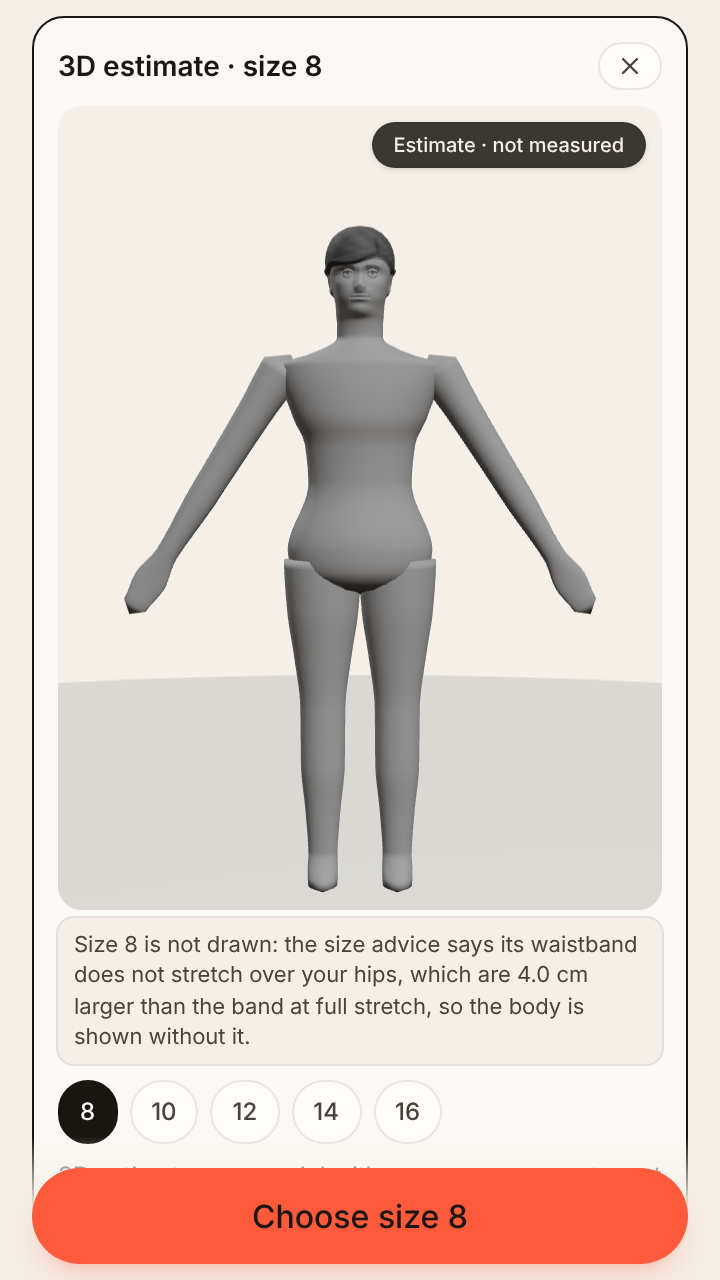 3D estimate · size 8
Estimate · not measured
Size 8 is not drawn: the size advice says its waistband
does not stretch over your hips, which are 4.0 cm
larger than the band at full stretch, so the body is
shown without it.
8 10 12 14 16
Choose size 8